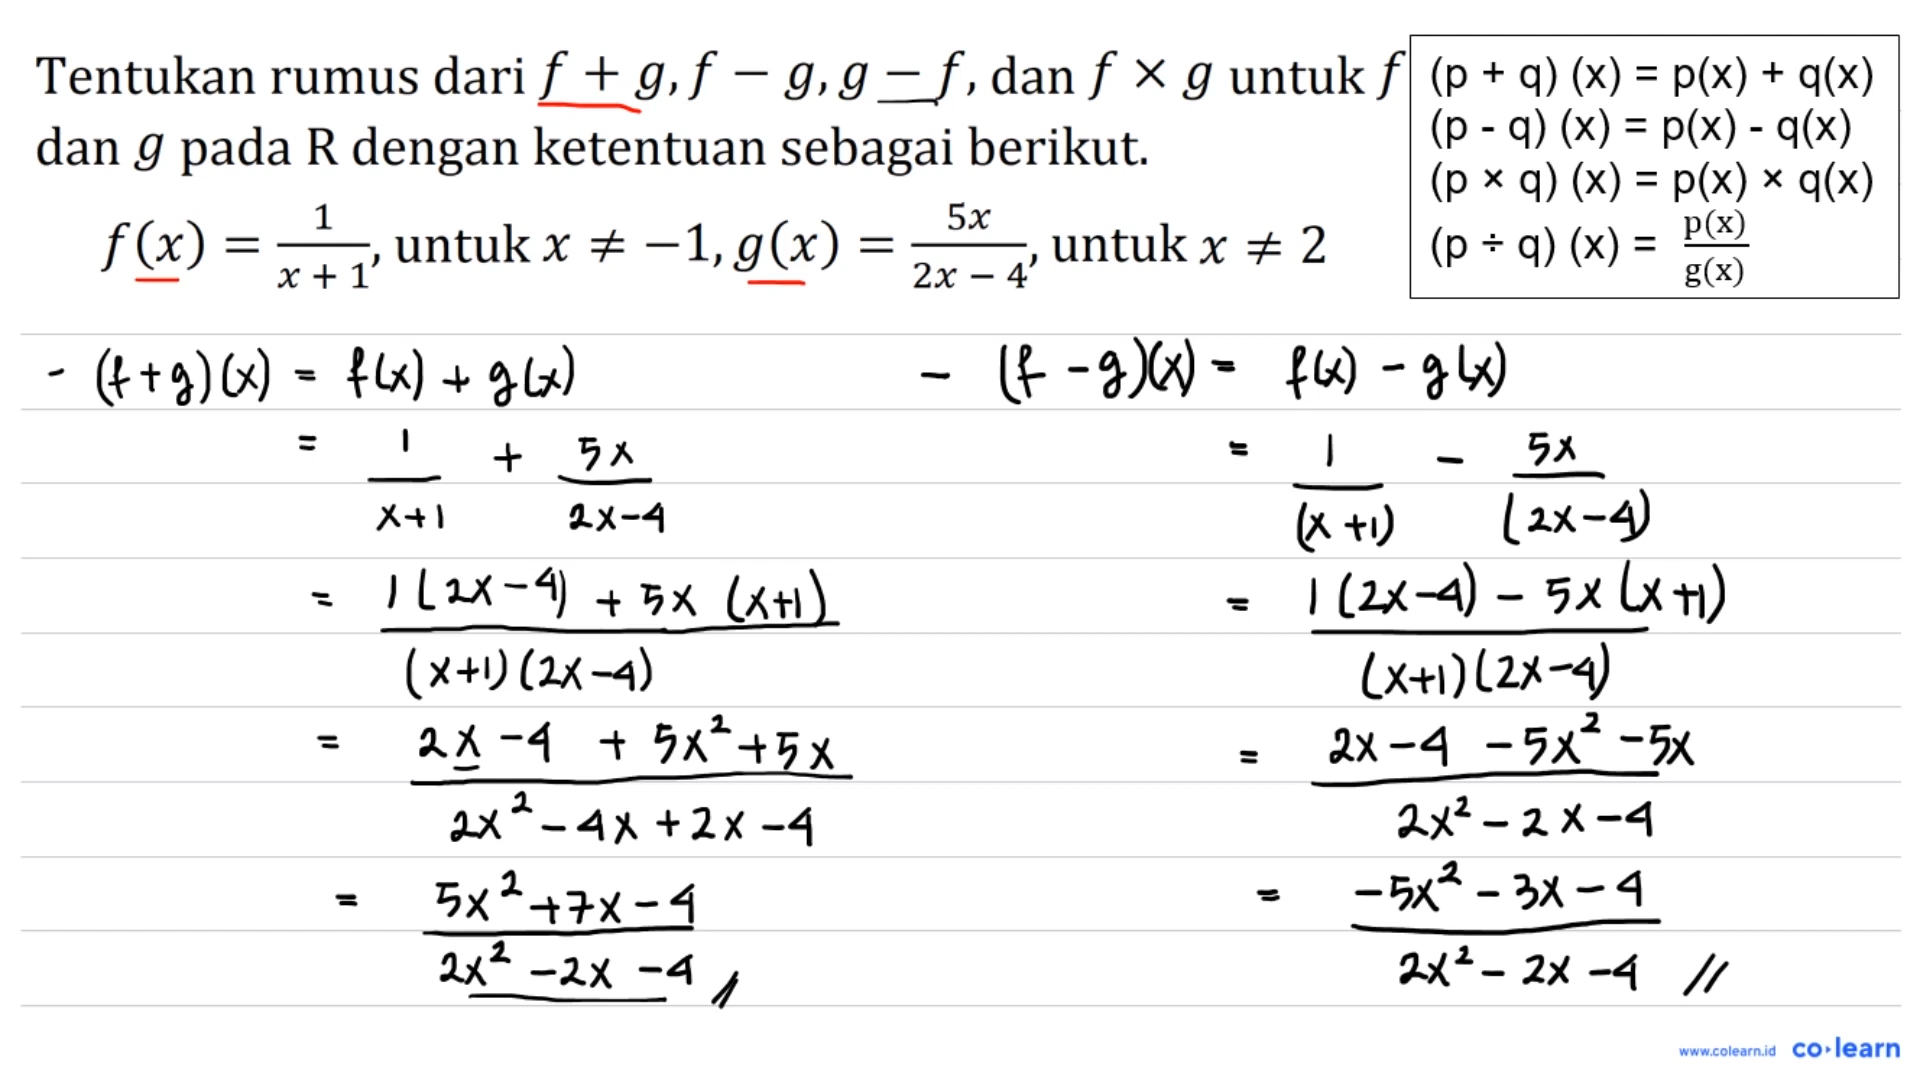 Tentukan rumus dari f + g, f − g, g − f, dan f × g untuk f
dan g pada R dengan ketentuan sebagai berikut.
f(x) = 1/(x + 1), untuk x ≠ −1, g(x) = 5x/(2x − 4), untuk x ≠ 2
(p + q) (x) = p(x) + q(x)
(p - q) (x) = p(x) - q(x)
(p × q) (x) = p(x) × q(x)
(p ÷ q) (x) = p(x)/g(x)
- (f+g)(x) = f(x) + g(x)
= 1/(x+1) + 5x/(2x-4)
= (1(2x-4) + 5x (x+1))/((x+1)(2x-4))
= (2x-4 + 5x²+5x)/(2x²-4x+2x-4)
= (5x²+7x-4)/(2x²-2x-4) //
- (f-g)(x) = f(x) - g(x)
= 1/(x+1) - 5x/(2x-4)
= (1(2x-4) - 5x(x+1))/((x+1)(2x-4))
= (2x-4 -5x²-5x)/(2x²-2x-4)
= (-5x²-3x-4)/(2x²-2x-4) //
www.colearn.id co·learn